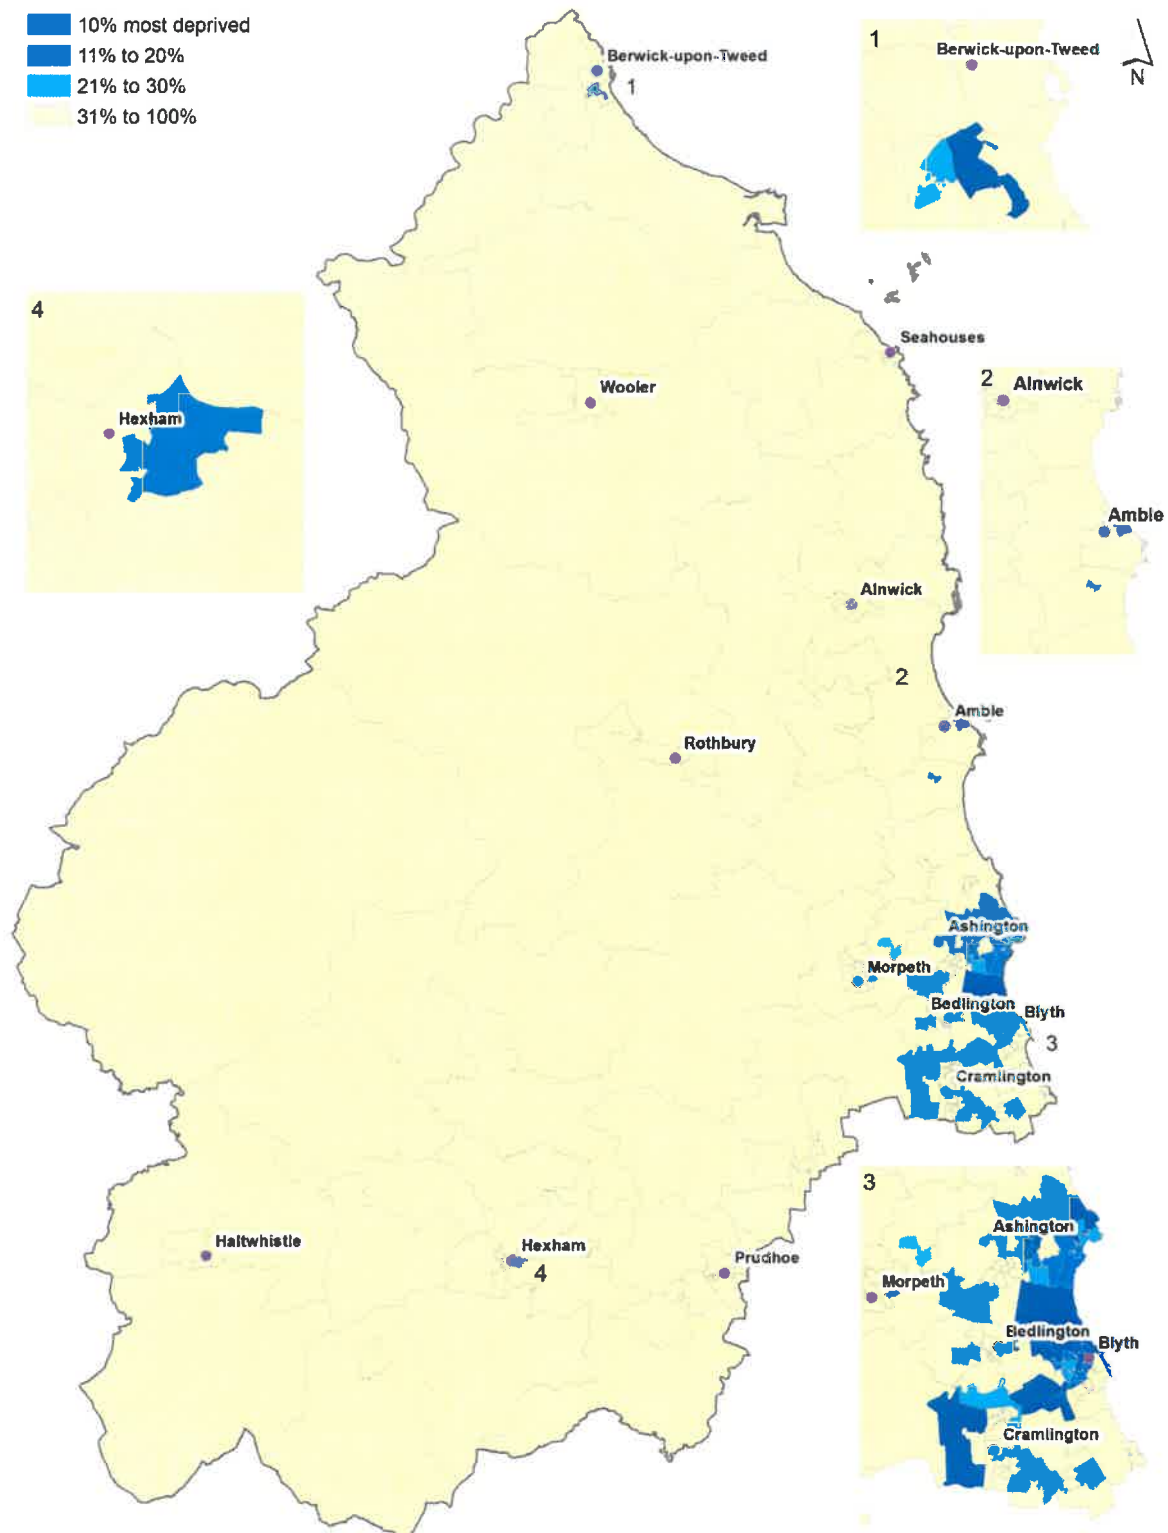 10% most deprived
11% to 20%
21% to 30%
31% to 100%
Berwick-upon-Tweed
1
1
Berwick-upon-Tweed
N
4
Hexham
Seahouses
Wooler
2
Alnwick
Amble
Alnwick
2
Amble
Rothbury
Ashington
Morpeth
Bedlington
Blyth
3
Cramlington
3
Ashington
Morpeth
Bedlington
Blyth
Cramlington
Haltwhistle
Hexham
4
Prudhoe